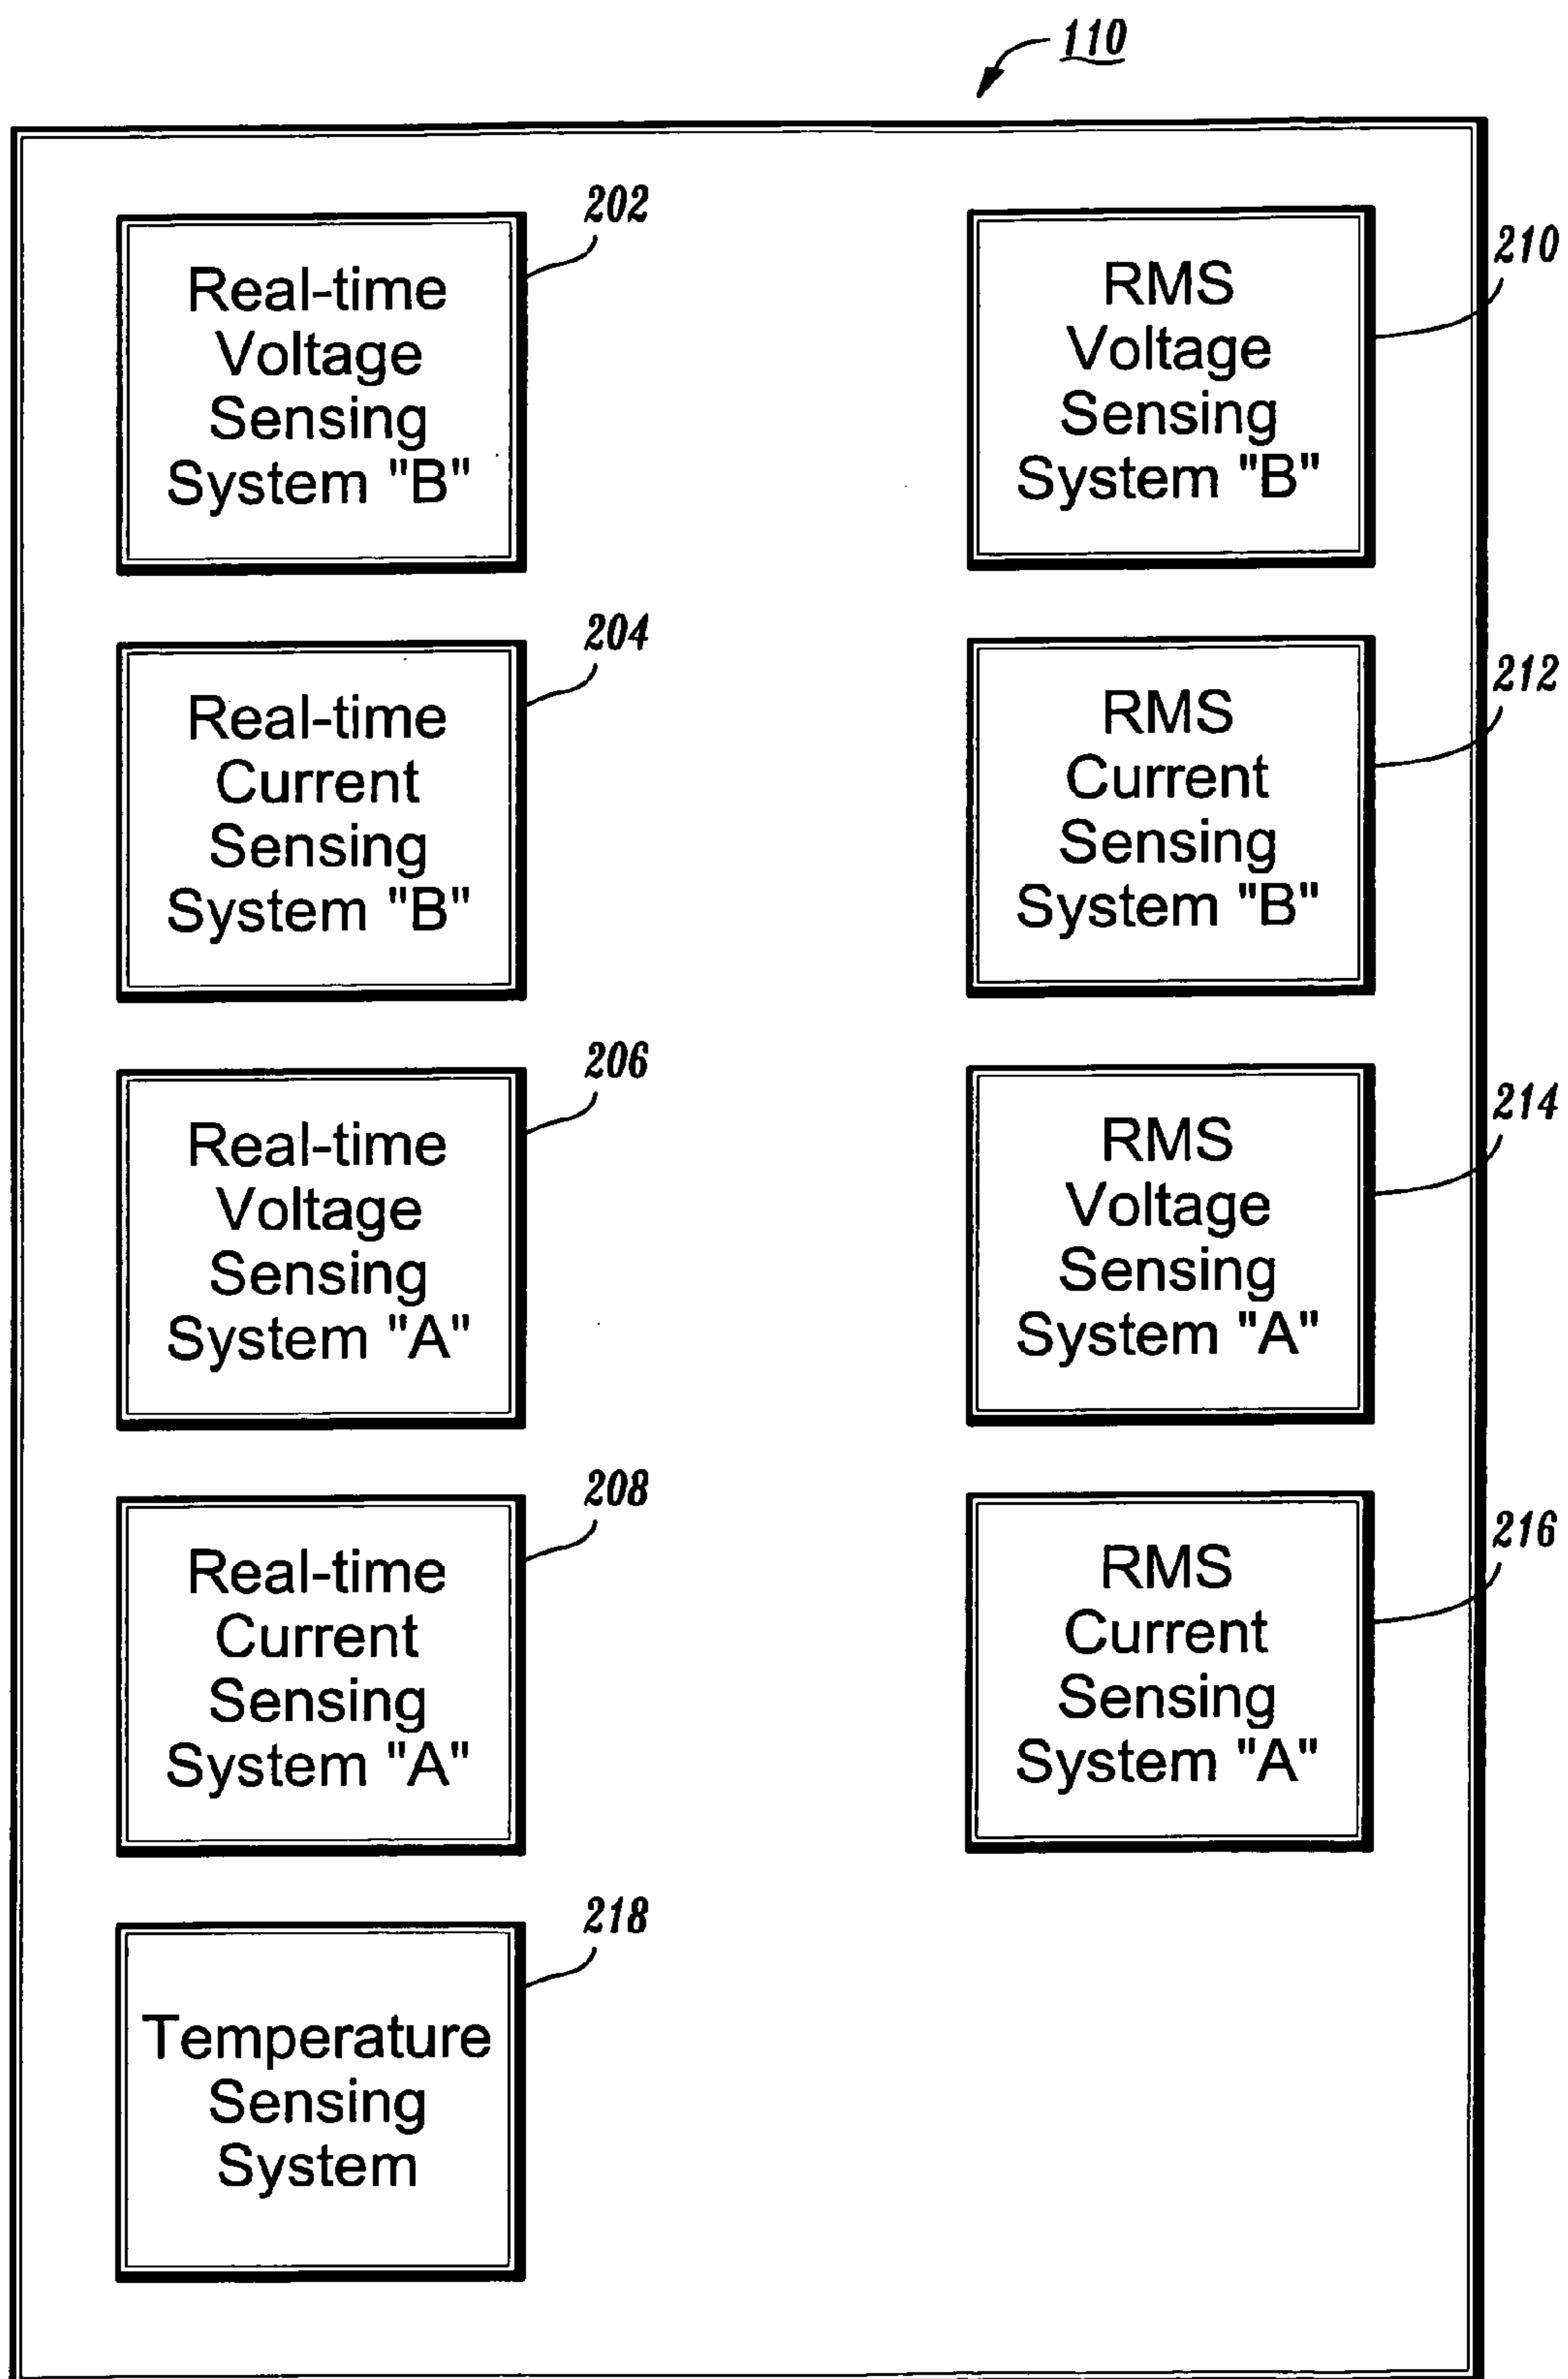 110
202
Real-time
Voltage
Sensing
System "B"
210
RMS
Voltage
Sensing
System "B"
204
Real-time
Current
Sensing
System "B"
212
RMS
Current
Sensing
System "B"
206
Real-time
Voltage
Sensing
System "A"
214
RMS
Voltage
Sensing
System "A"
208
Real-time
Current
Sensing
System "A"
216
RMS
Current
Sensing
System "A"
218
Temperature
Sensing
System